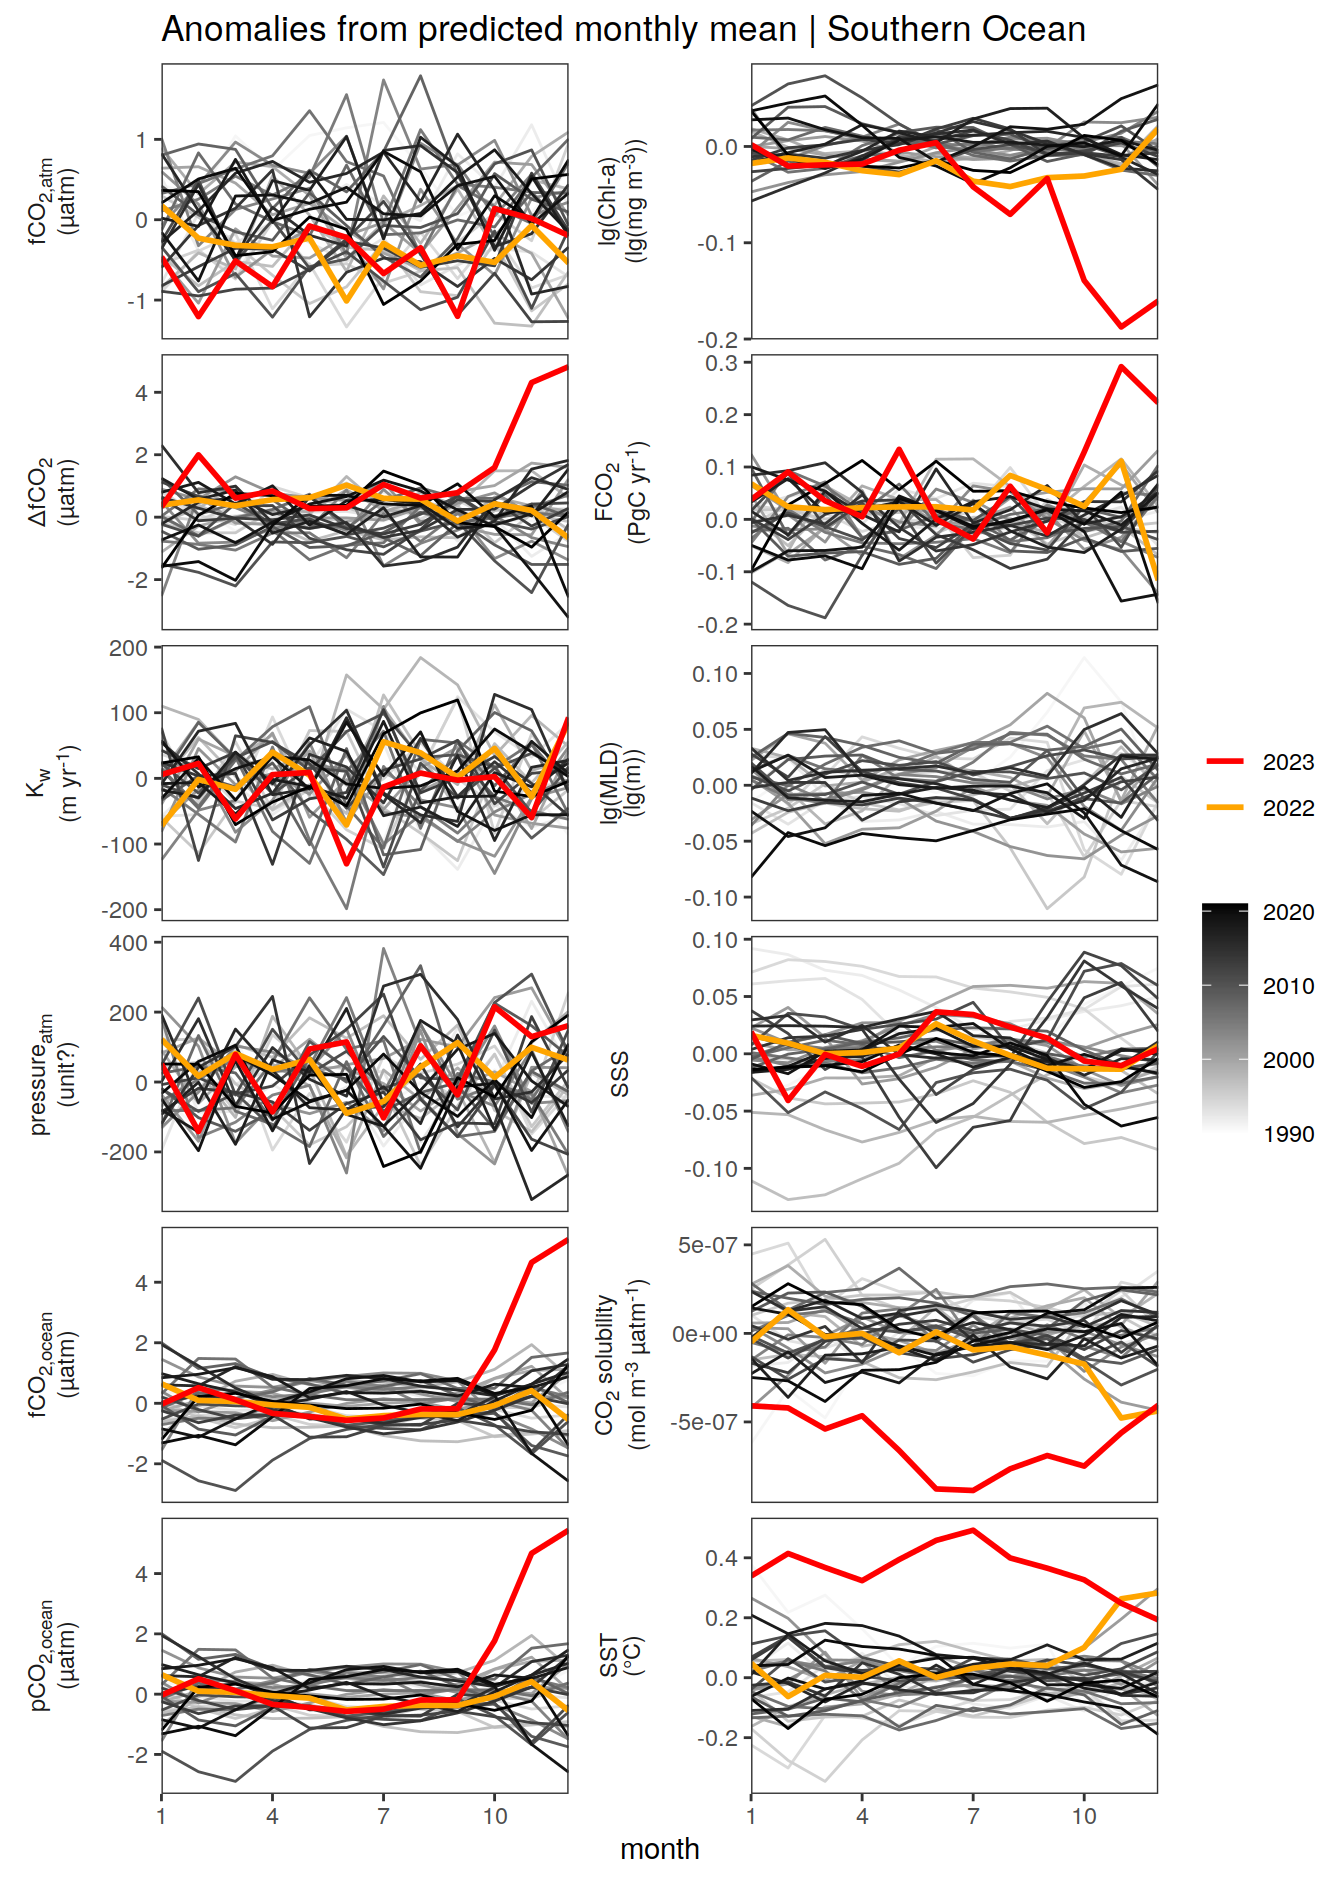 Anomalies from predicted monthly mean | Southern Ocean
fCO2,atm
(µatm)
1
0
-1
lg(Chl-a)
(lg(mg m-3))
0.0
-0.1
-0.2
ΔfCO2
(µatm)
4
2
0
-2
FCO2
(PgC yr-1)
0.3
0.2
0.1
0.0
-0.1
-0.2
Kw
(m yr-1)
200
100
0
-100
-200
lg(MLD)
(lg(m))
0.10
0.05
0.00
-0.05
-0.10
pressureatm
(unit?)
400
200
0
-200
SSS
0.10
0.05
0.00
-0.05
-0.10
fCO2,ocean
(µatm)
4
2
0
-2
CO2 solubility
(mol m-3 µatm-1)
5e-07
0e+00
-5e-07
pCO2,ocean
(µatm)
4
2
0
-2
SST
(°C)
0.4
0.2
0.0
-0.2
1 4 7 10
1 4 7 10
month
2023
2022
2020
2010
2000
1990